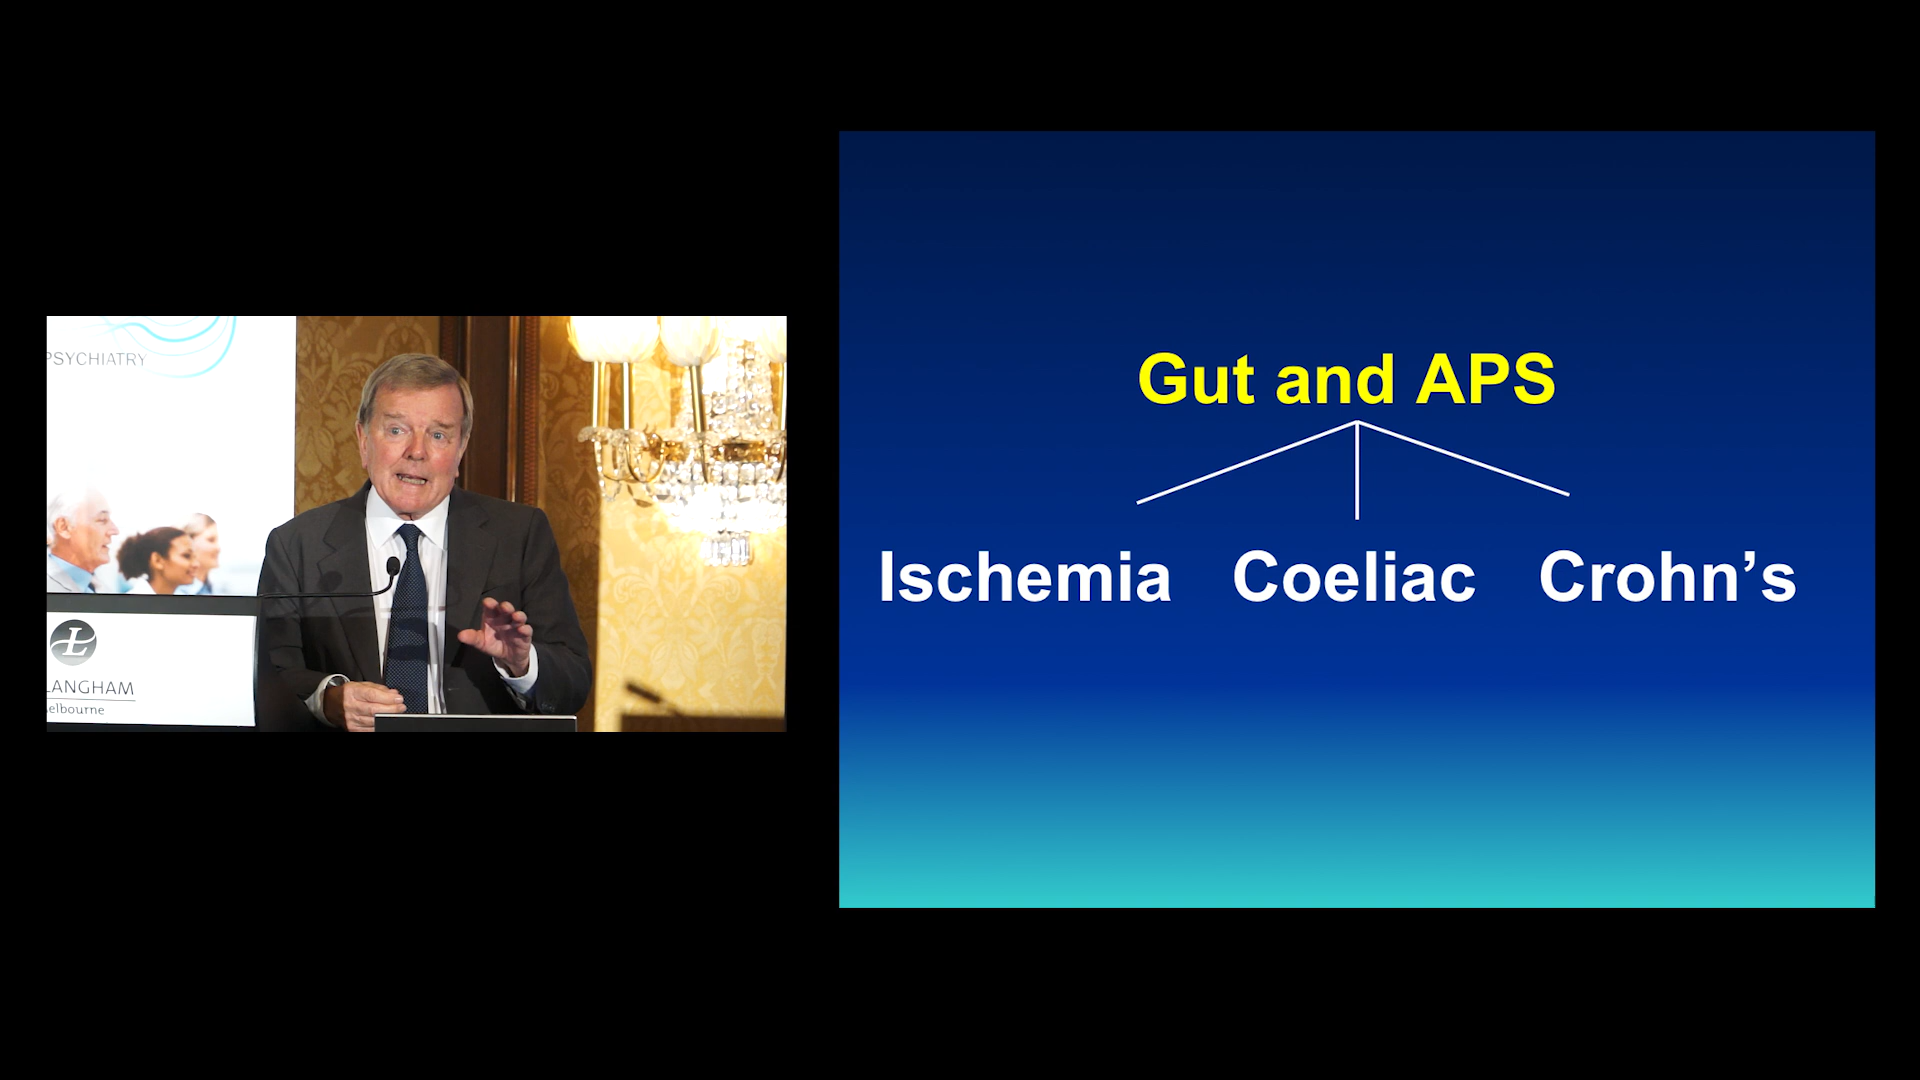 PSYCHIATRY
L
LANGHAM
elbourne
Gut and APS
Ischemia Coeliac Crohn’s